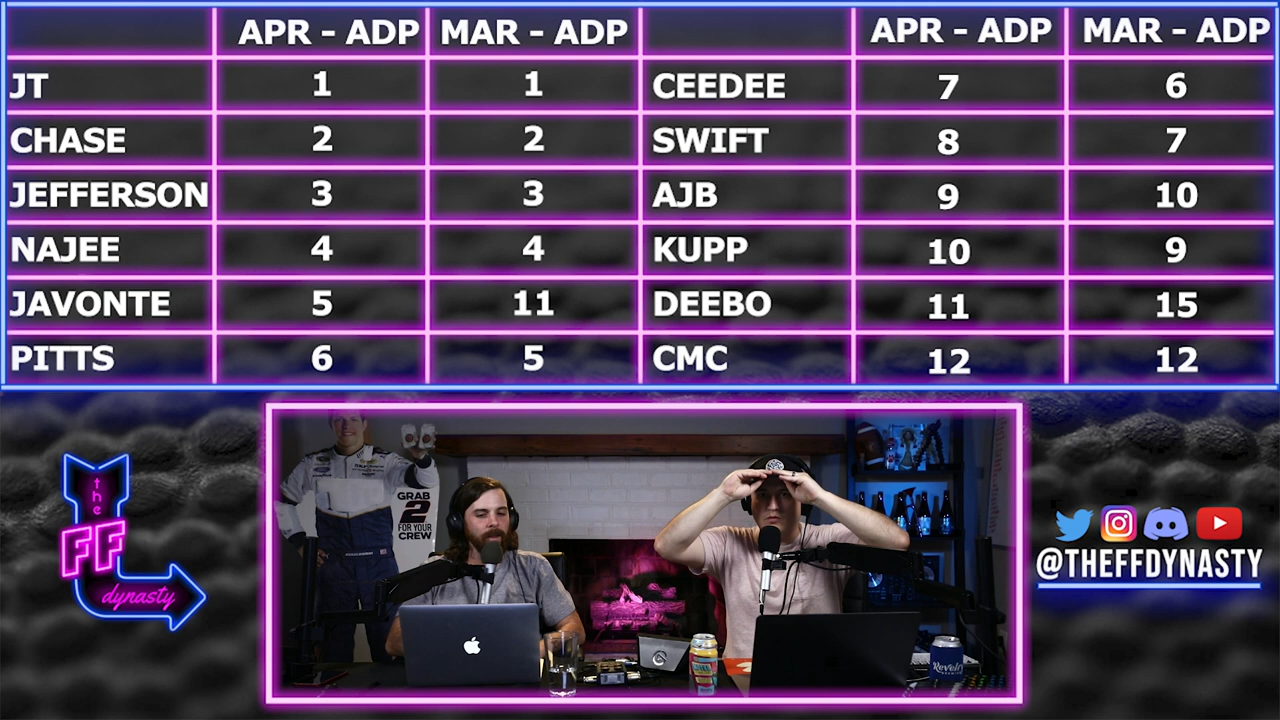 APR - ADP MAR - ADP APR - ADP MAR - ADP
JT 1 1 CEEDEE 7 6
CHASE 2 2 SWIFT 8 7
JEFFERSON 3 3 AJB 9 10
NAJEE 4 4 KUPP 10 9
JAVONTE 5 11 DEEBO 11 15
PITTS 6 5 CMC 12 12
the
FF
dynasty
GRAB
2
FOR YOUR
CREW
Revelry
@THEFFDYNASTY